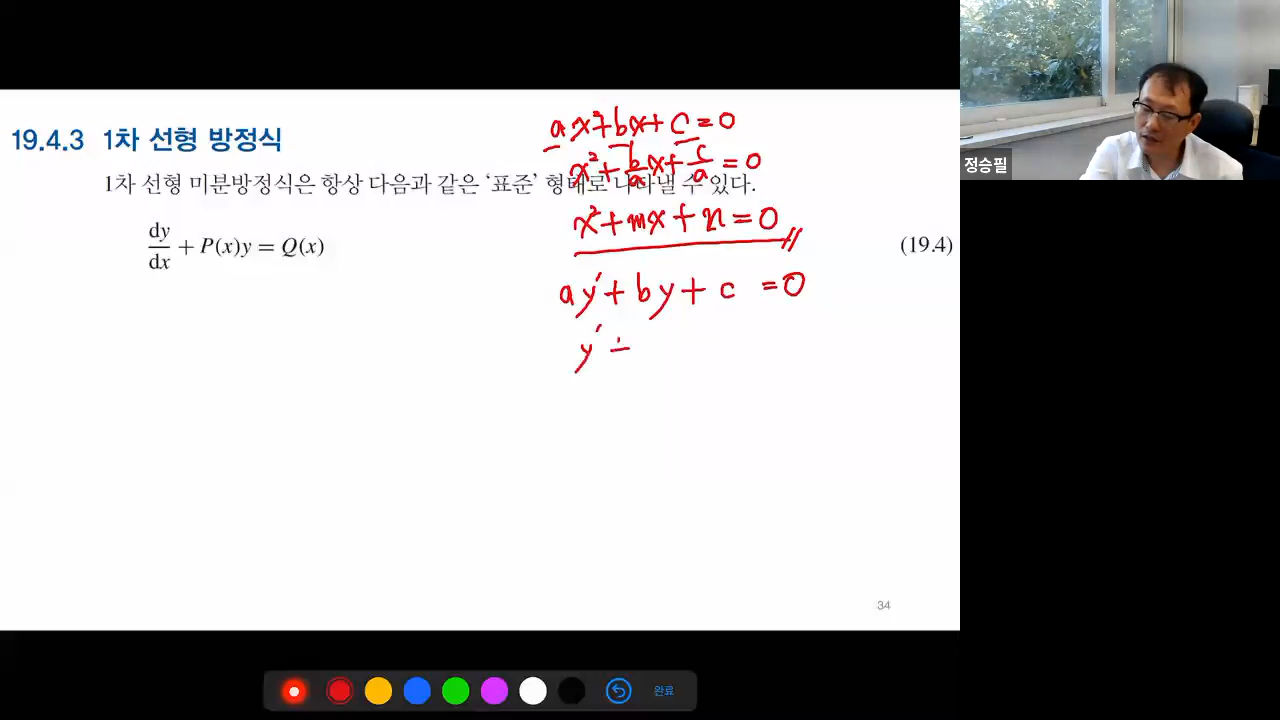 19.4.3 1차 선형 방정식
1차 선형 미분방정식은 항상 다음과 같은 ‘표준’ 형태로 나타낼 수 있다.
dy/dx + P(x)y = Q(x) (19.4)
ax²+bx+c=0
x²+b/a x+c/a=0
x²+mx+n=0
ay′+by+c=0
y′+
34
정승필
완료